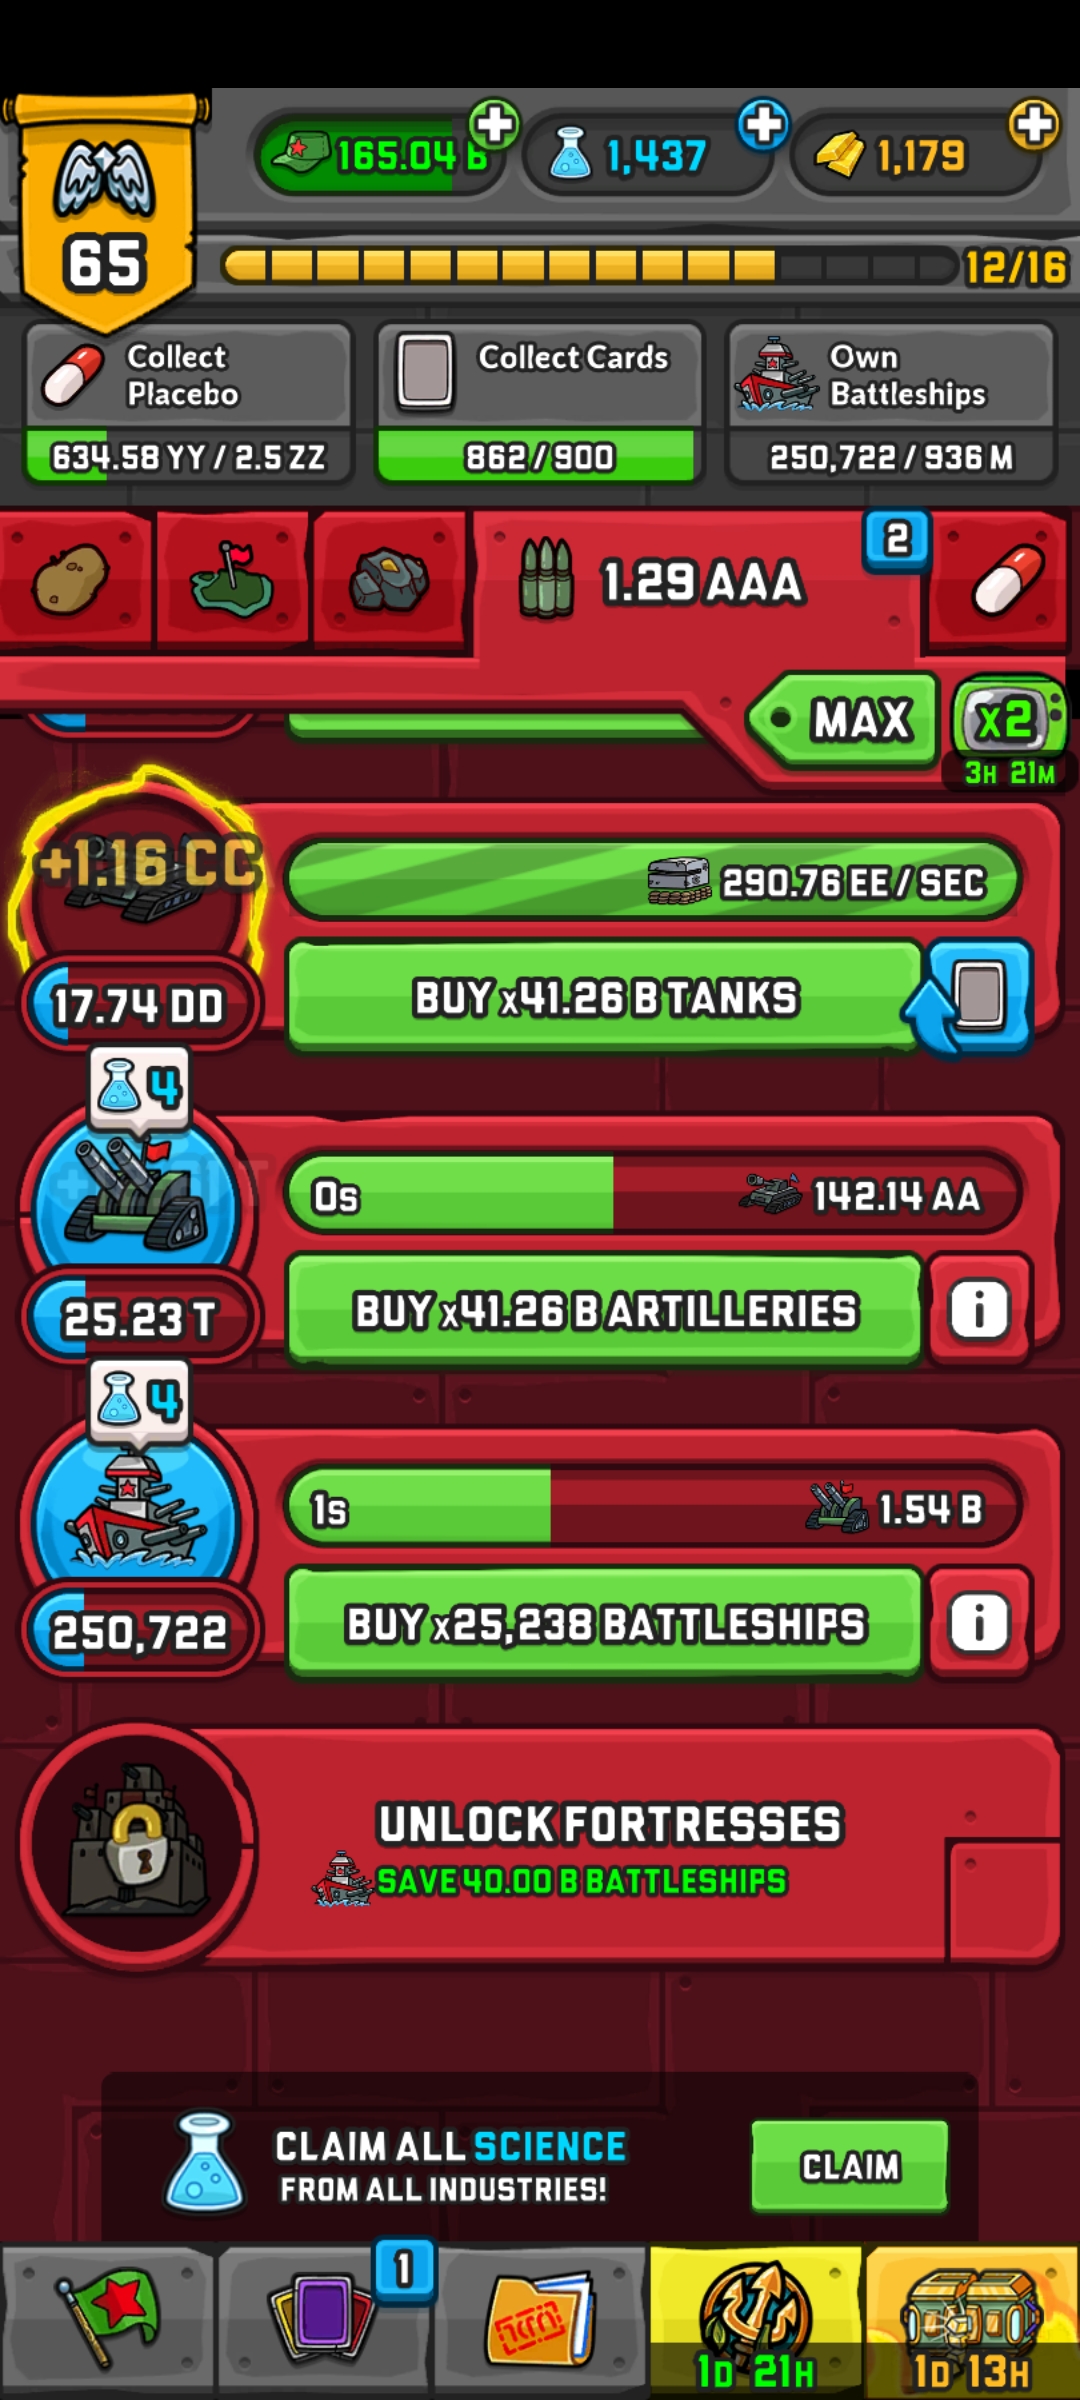 165.04 B
1,437
1,179
65
12/16
Collect
Placebo
Collect Cards
Own
Battleships
634.58 YY / 2.5 ZZ
862/900
250,722 / 936 M
1.29 AAA
2
MAX
x2
3H 21M
+1.16 CC
290.76 EE / SEC
17.74 DD
BUY x41.26 B TANKS
4
0s
142.14 AA
25.23 T
BUY x41.26 B ARTILLERIES
i
4
1s
1.54 B
250,722
BUY x25,238 BATTLESHIPS
i
UNLOCK FORTRESSES
SAVE 40.00 B BATTLESHIPS
CLAIM ALL SCIENCE
FROM ALL INDUSTRIES!
CLAIM
1
1D 21H
1D 13H